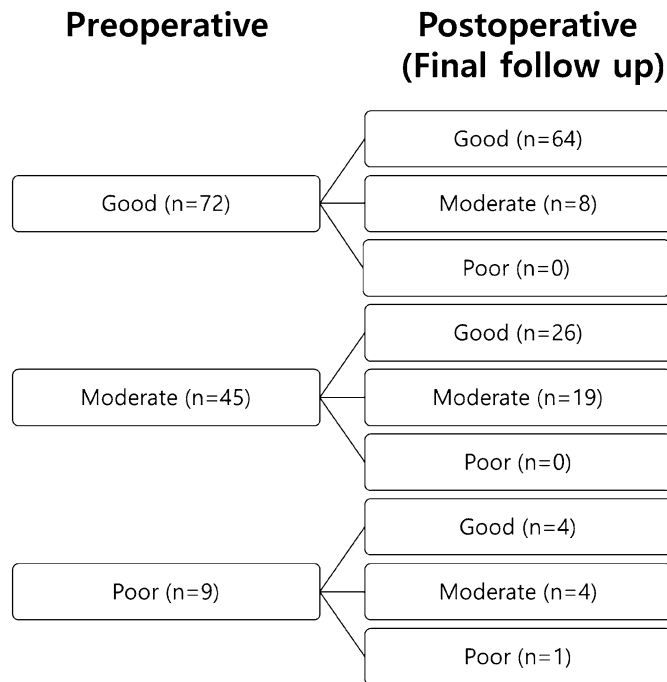 Preoperative
Postoperative
(Final follow up)
Good (n=72)
Good (n=64)
Moderate (n=8)
Poor (n=0)
Moderate (n=45)
Good (n=26)
Moderate (n=19)
Poor (n=0)
Poor (n=9)
Good (n=4)
Moderate (n=4)
Poor (n=1)